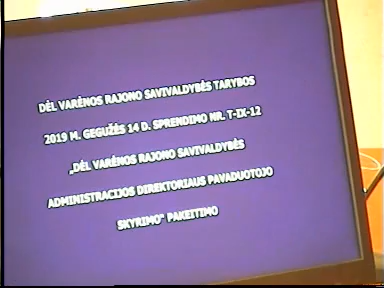 DĖL VARĖNOS RAJONO SAVIVALDYBĖS TARYBOS
2019 M. GEGUŽĖS 14 D. SPRENDIMO NR. T-IX-12
„DĖL VARĖNOS RAJONO SAVIVALDYBĖS
ADMINISTRACIJOS DIREKTORIAUS PAVADUOTOJO
SKYRIMO“ PAKEITIMO